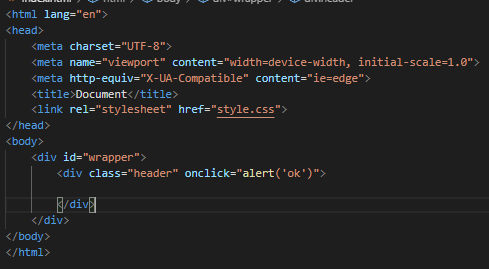 <html lang="en">
<head>
    <meta charset="UTF-8">
    <meta name="viewport" content="width=device-width, initial-scale=1.0">
    <meta http-equiv="X-UA-Compatible" content="ie=edge">
    <title>Document</title>
    <link rel="stylesheet" href="style.css">
</head>
<body>
    <div id="wrapper">
        <div class="header" onclick="alert('ok')">

        </div>
    </div>
</body>
</html>